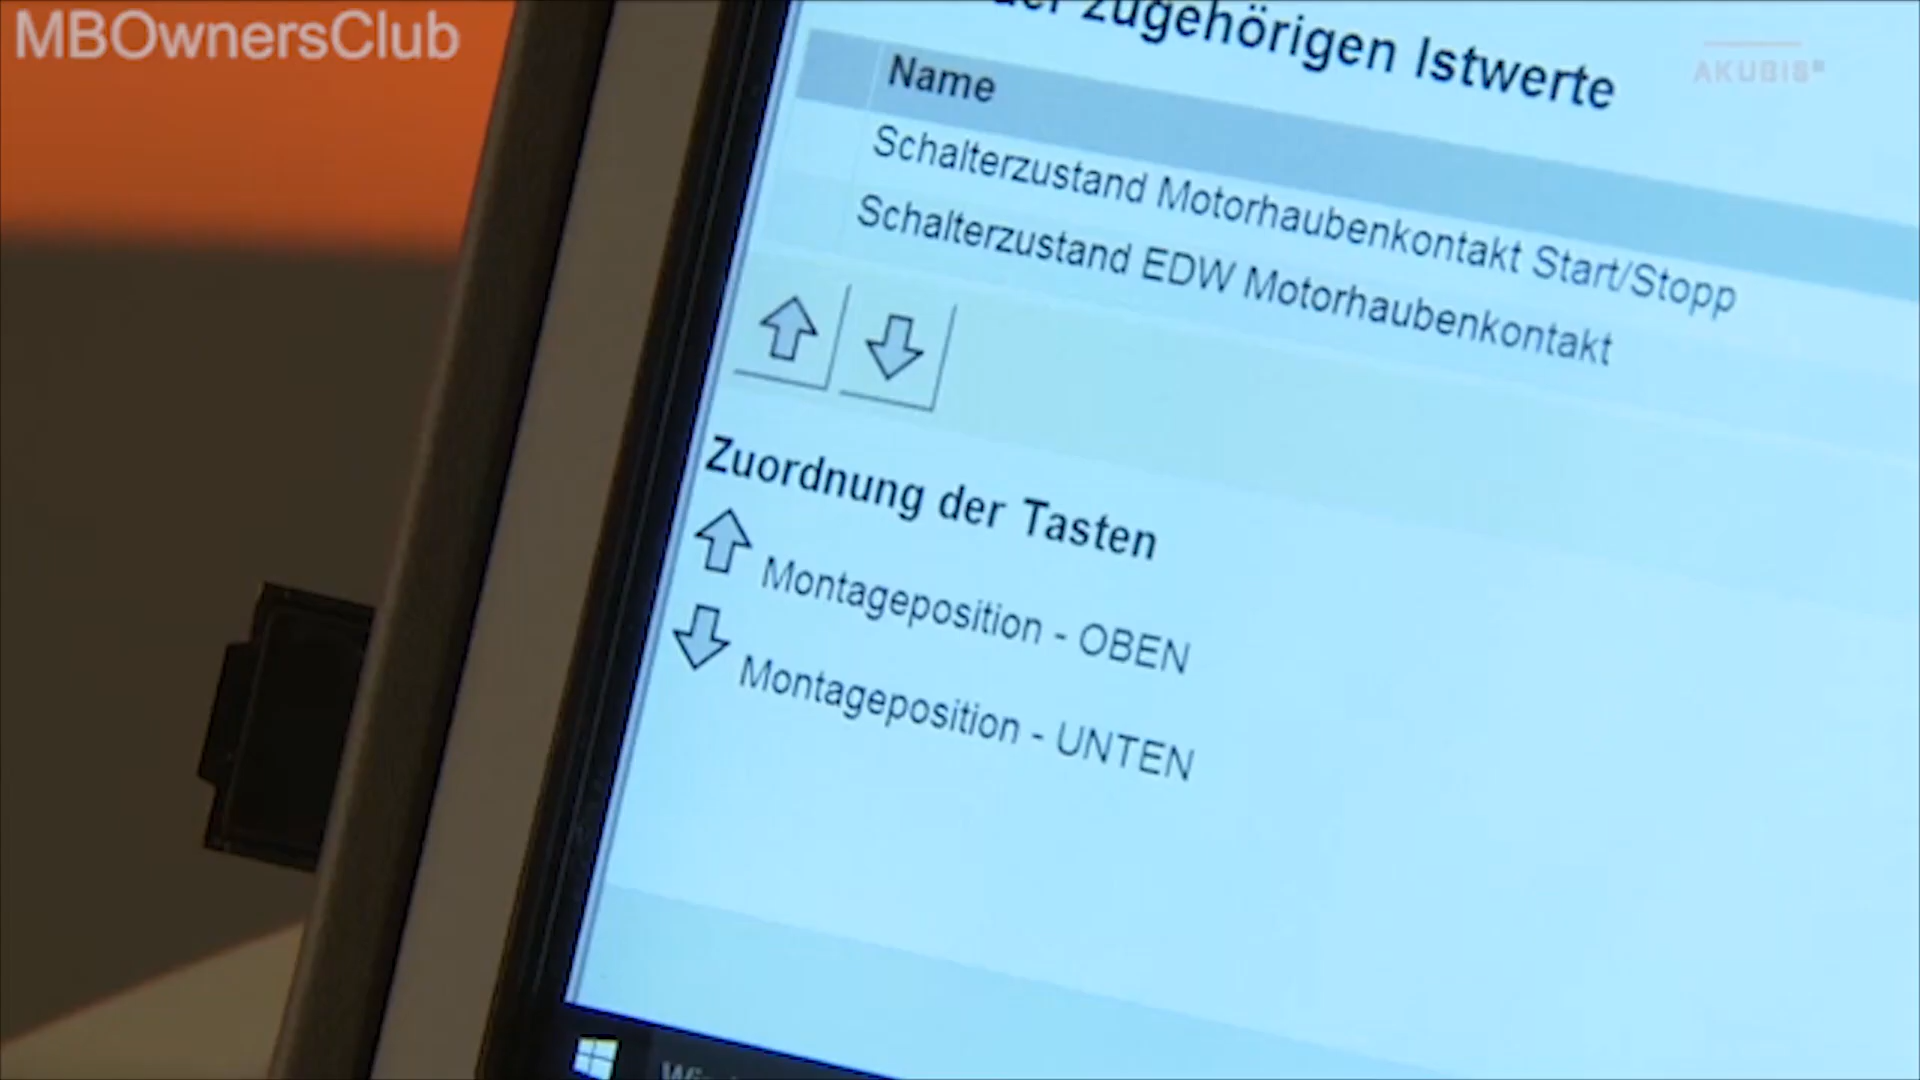 MBOwnersClub
zugehörigen Istwerte
AKUBIS
Name
Schalterzustand Motorhaubenkontakt Start/Stopp
Schalterzustand EDW Motorhaubenkontakt
Zuordnung der Tasten
Montageposition - OBEN
Montageposition - UNTEN